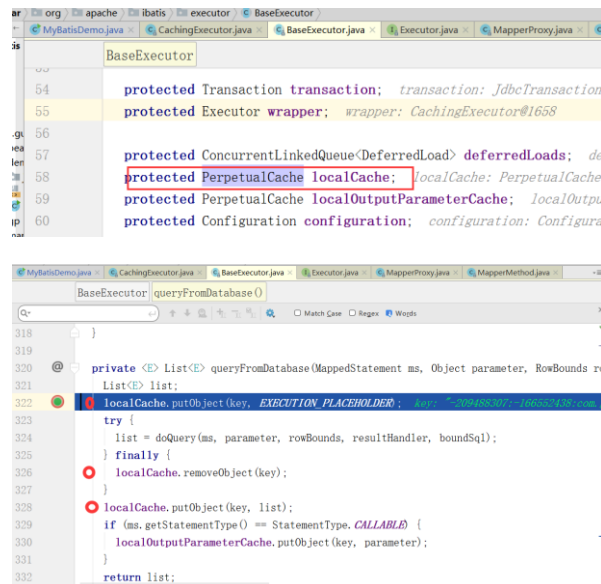 ar org apache ibatis executor BaseExecutor
MyBatisDemo.java CachingExecutor.java BaseExecutor.java Executor.java MapperProxy.java
BaseExecutor
54 protected Transaction transaction; transaction: JdbcTransaction
55 protected Executor wrapper; wrapper: CachingExecutor@1658
56
57 protected ConcurrentLinkedQueue<DeferredLoad> deferredLoads; de
58 protected PerpetualCache localCache; localCache: PerpetualCache
59 protected PerpetualCache localOutputParameterCache; localOutpu
60 protected Configuration configuration; configuration: Configura
MyBatisDemo.java CachingExecutor.java BaseExecutor.java Executor.java MapperProxy.java MapperMethod.java
BaseExecutor queryFromDatabase()
Match Case Regex Words
318 }
319
320 @ private <E> List<E> queryFromDatabase(MappedStatement ms, Object parameter, RowBounds ro
321 List<E> list;
322 localCache.putObject(key, EXECUTION_PLACEHOLDER); key: "-209488307:-166552438:com.
323 try {
324 list = doQuery(ms, parameter, rowBounds, resultHandler, boundSql);
325 } finally {
326 localCache.removeObject(key);
327 }
328 localCache.putObject(key, list);
329 if (ms.getStatementType() == StatementType.CALLABLE) {
330 localOutputParameterCache.putObject(key, parameter);
331 }
332 return list;